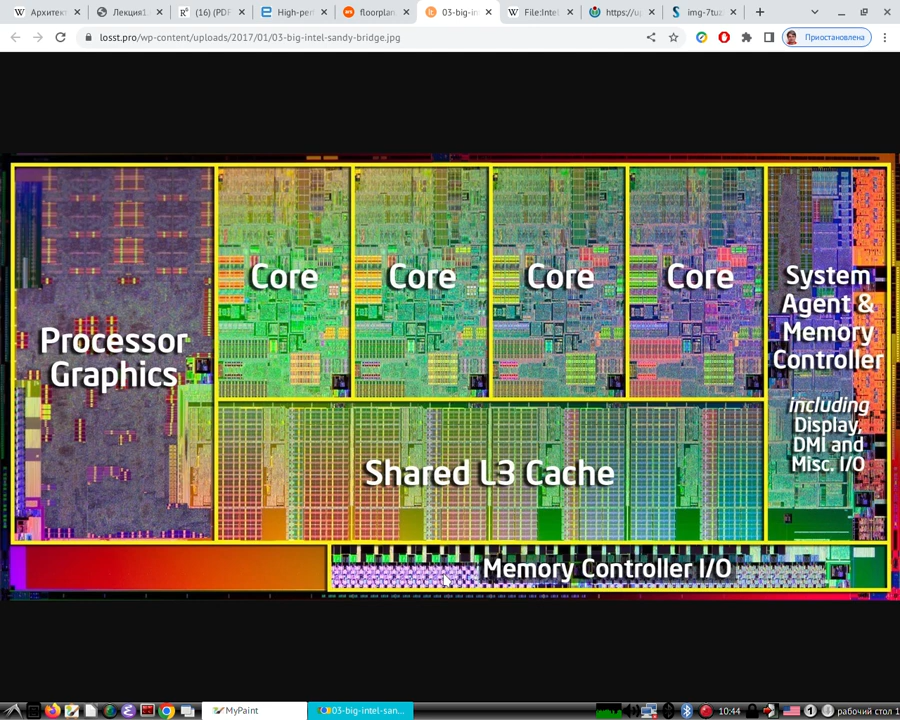 Архитект
Лекция1
(16) (PDF
High-per
floorplan
03-big-in
File:Intel
https://u
img-7tuz
losst.pro/wp-content/uploads/2017/01/03-big-intel-sandy-bridge.jpg
Приостановлена
Core
Core
Core
Core
Processor
Graphics
System
Agent &
Memory
Controller
including
Display,
DMI and
Misc. I/O
Shared L3 Cache
Memory Controller I/O
MyPaint
03-big-intel-san...
10:44
1
рабочий стол 1